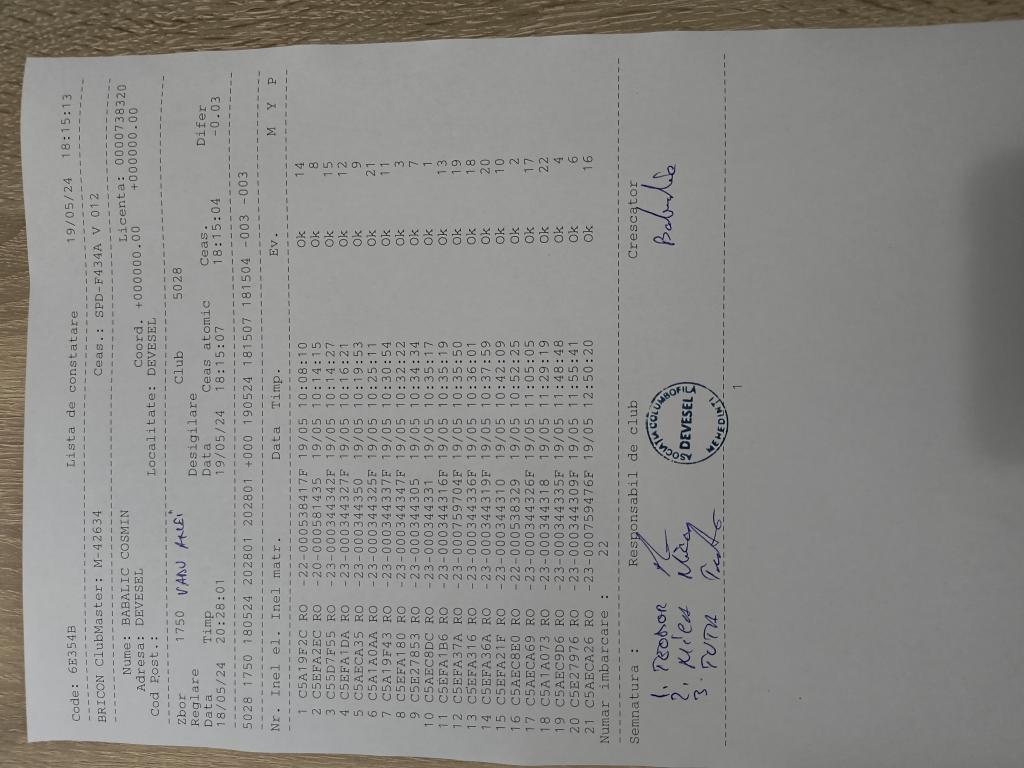 Code: 6E354B Lista de constatare 19/05/24 18:15:13
BRICON ClubMaster: M-42634 Ceas.: SPD-F434A V 012
Nume: BABALIC COSMIN Licenta: 0000738320
Adresa: DEVESEL Coord. +000000.00 +000000.00
Cod Post.: Localitate: DEVESEL
Zbor 1750 VADU ANEI Club 5028
Reglare Desigilare
Data Timp Data Ceas atomic Ceas. Difer
18/05/24 20:28:01 19/05/24 18:15:07 18:15:04 -0.03
5028 1750 180524 202801 202801 +000 190524 181507 181504 -003 -003
Nr. Inel el. Inel matr. Data Timp. Ev. M Y P
1 C5A19F2C RO -22-000538417F 19/05 10:08:10 Ok 14
2 C5EFA2EC RO -20-000581435 19/05 10:14:15 Ok 8
3 C55D7F55 RO -23-000344342F 19/05 10:14:27 Ok 15
4 C5EFA1DA RO -23-000344327F 19/05 10:16:21 Ok 12
5 C5AECA35 RO -23-000344350 19/05 10:19:53 Ok 9
6 C5A1A0AA RO -23-000344325F 19/05 10:25:11 Ok 21
7 C5A19F43 RO -23-000344337F 19/05 10:30:54 Ok 11
8 C5EFA180 RO -23-000344347F 19/05 10:32:22 Ok 3
9 C5E27853 RO -23-000344305 19/05 10:34:34 Ok 7
10 C5AEC8DC RO -23-000344331 19/05 10:35:17 Ok 1
11 C5EFA1B6 RO -23-000344316F 19/05 10:35:19 Ok 13
12 C5EFA37A RO -23-000759704F 19/05 10:35:50 Ok 19
13 C5EFA316 RO -23-000344336F 19/05 10:36:01 Ok 18
14 C5EFA36A RO -23-000344319F 19/05 10:37:59 Ok 20
15 C5EFA21F RO -23-000344310 19/05 10:42:09 Ok 10
16 C5AEC8E0 RO -22-000538329 19/05 10:52:25 Ok 2
17 C5AECA69 RO -23-000344326F 19/05 11:05:05 Ok 17
18 C5A1A073 RO -23-000344318 19/05 11:29:19 Ok 22
19 C5AEC9D6 RO -23-000344335F 19/05 11:48:48 Ok 4
20 C5E27976 RO -23-000344309F 19/05 11:55:41 Ok 6
21 C5AECA26 RO -23-000759476F 19/05 12:50:20 Ok 16
Numar imbarcare : 22
Semnatura : Responsabil de club Crescator
1. TEODOR
2. MICU
3. PUTA
ASOCIATIA COLUMBOFILA
DEVESEL
MEHEDINTI
1